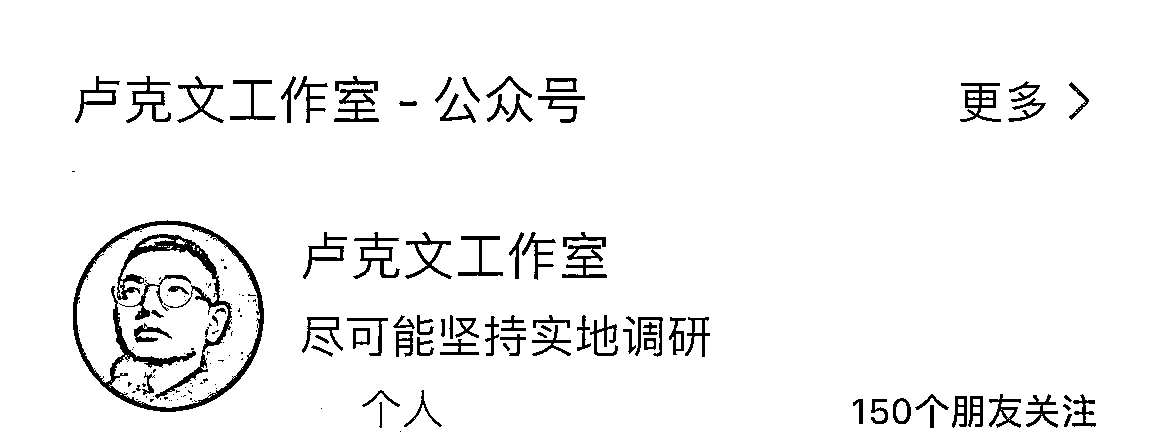 卢克文工作室 - 公众号
更多 >
卢克文工作室
尽可能坚持实地调研
个人
150个朋友关注